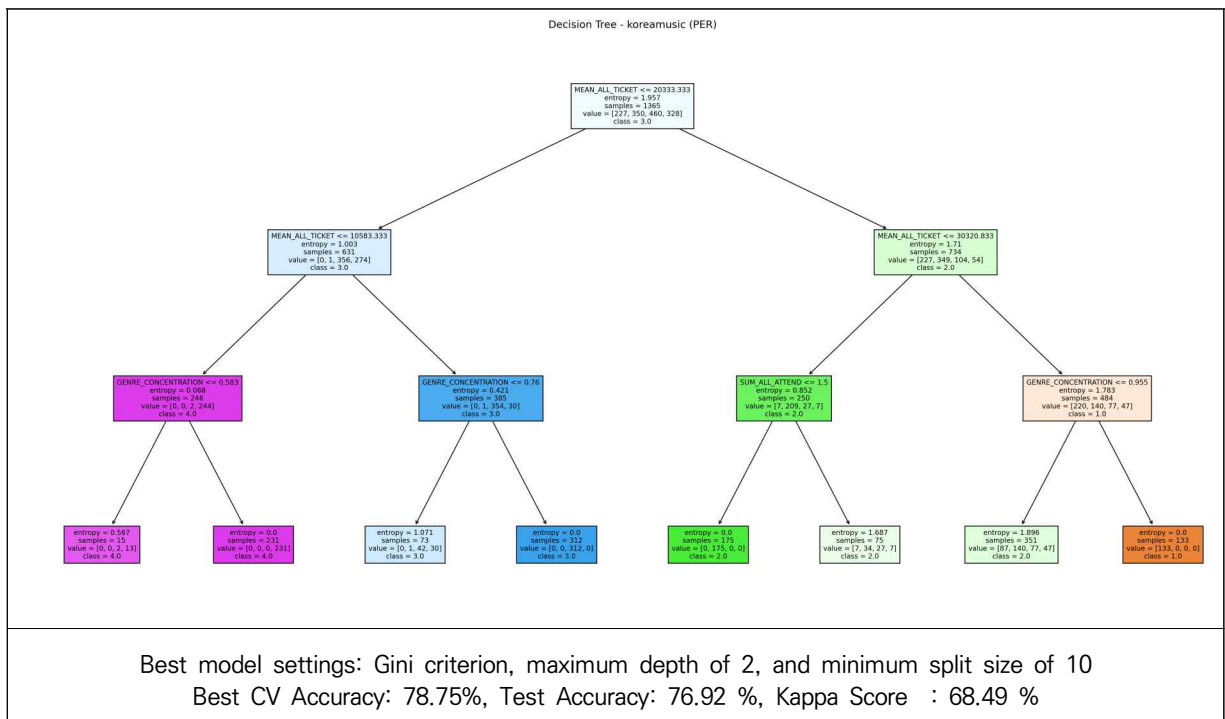 Decision Tree - koreamusic (PER)
MEAN_ALL_TICKET <= 20333.333
entropy = 1.957
samples = 1365
value = [227, 350, 460, 328]
class = 3.0
MEAN_ALL_TICKET <= 10583.333
entropy = 1.003
samples = 631
value = [0, 1, 356, 274]
class = 3.0
MEAN_ALL_TICKET <= 30320.833
entropy = 1.71
samples = 734
value = [227, 349, 104, 54]
class = 2.0
GENRE_CONCENTRATION <= 0.583
entropy = 0.068
samples = 246
value = [0, 0, 2, 244]
class = 4.0
GENRE_CONCENTRATION <= 0.76
entropy = 0.421
samples = 385
value = [0, 1, 354, 30]
class = 3.0
SUM_ALL_ATTEND <= 1.5
entropy = 0.852
samples = 250
value = [7, 209, 27, 7]
class = 2.0
GENRE_CONCENTRATION <= 0.955
entropy = 1.783
samples = 484
value = [220, 140, 77, 47]
class = 1.0
entropy = 0.567
samples = 15
value = [0, 0, 2, 13]
class = 4.0
entropy = 0.0
samples = 231
value = [0, 0, 0, 231]
class = 4.0
entropy = 1.071
samples = 73
value = [0, 1, 42, 30]
class = 3.0
entropy = 0.0
samples = 312
value = [0, 0, 312, 0]
class = 3.0
entropy = 0.0
samples = 175
value = [0, 175, 0, 0]
class = 2.0
entropy = 1.687
samples = 75
value = [7, 34, 27, 7]
class = 2.0
entropy = 1.896
samples = 351
value = [87, 140, 77, 47]
class = 2.0
entropy = 0.0
samples = 133
value = [133, 0, 0, 0]
class = 1.0
Best model settings: Gini criterion, maximum depth of 2, and minimum split size of 10
Best CV Accuracy: 78.75%, Test Accuracy: 76.92 %, Kappa Score : 68.49 %